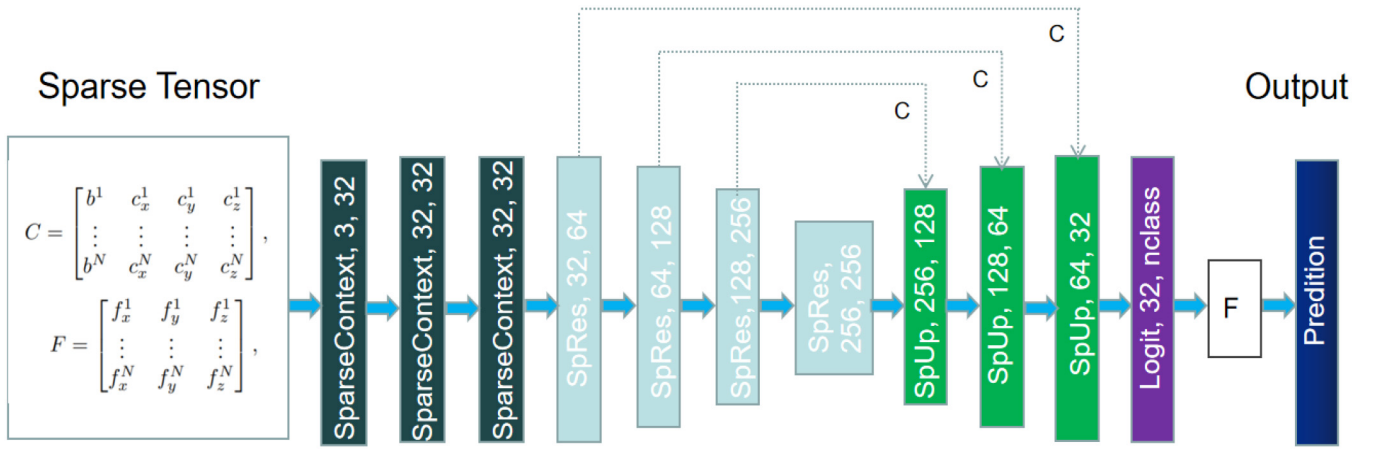 Sparse Tensor
Output
C
C
C
C = [b^1 c_x^1 c_y^1 c_z^1
⋮ ⋮ ⋮ ⋮
b^N c_x^N c_y^N c_z^N],
F = [f_x^1 f_y^1 f_z^1
⋮ ⋮ ⋮
f_x^N f_y^N f_z^N],
SparseContext, 3, 32
SparseContext, 32, 32
SparseContext, 32, 32
SpRes, 32, 64
SpRes, 64, 128
SpRes,128, 256
SpRes,
256, 256
SpUp, 256, 128
SpUp, 128, 64
SpUp, 64, 32
Logit, 32, nclass
F
Predition